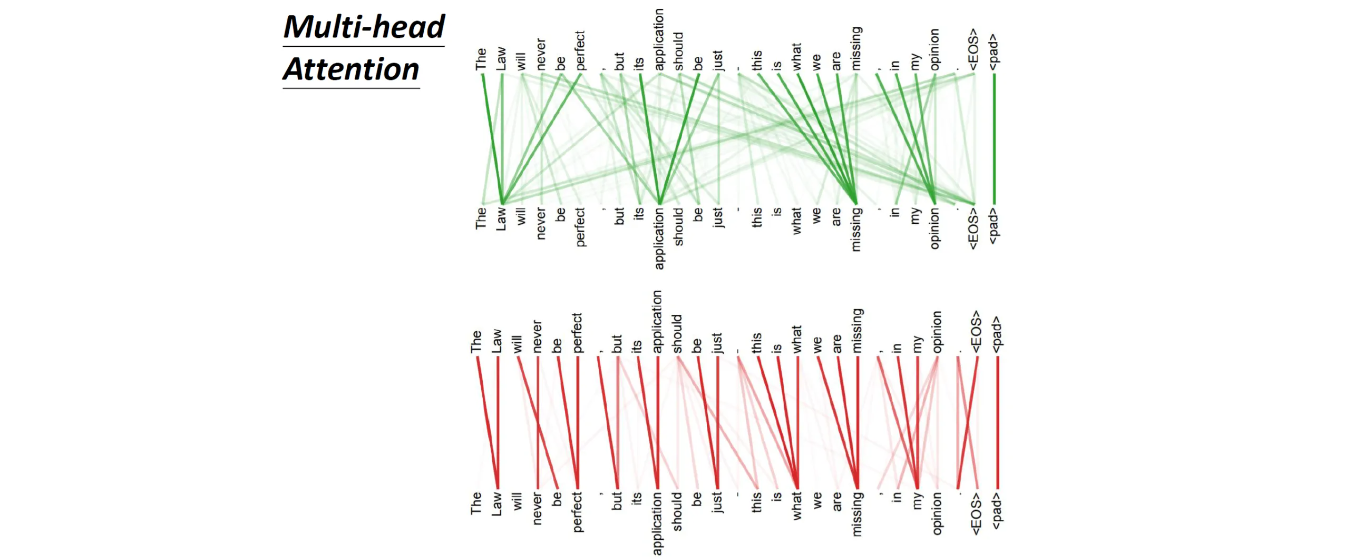 Multi-head
Attention
The Law will never be perfect , but its application should be just - this is what we are missing , in my opinion . <EOS> <pad>
The Law will never be perfect , but its application should be just - this is what we are missing , in my opinion . <EOS> <pad>
The Law will never be perfect , but its application should be just - this is what we are missing , in my opinion . <EOS> <pad>
The Law will never be perfect , but its application should be just - this is what we are missing , in my opinion . <EOS> <pad>